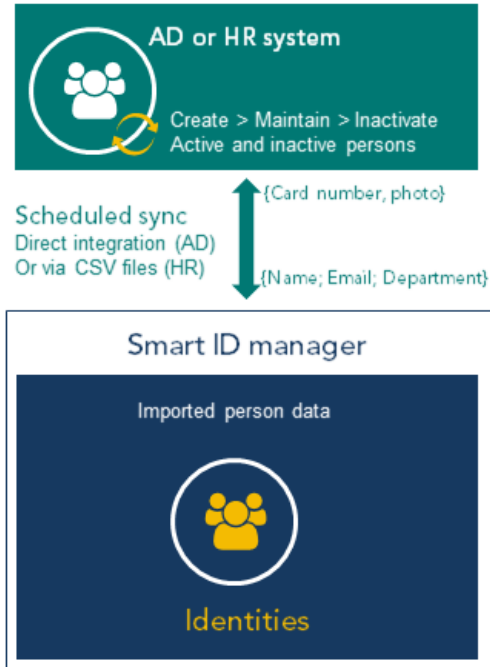 AD or HR system
Create > Maintain > Inactivate
Active and inactive persons
{Card number, photo}
Scheduled sync
Direct integration (AD)
Or via CSV files (HR)
{Name; Email; Department}
Smart ID manager
Imported person data
Identities